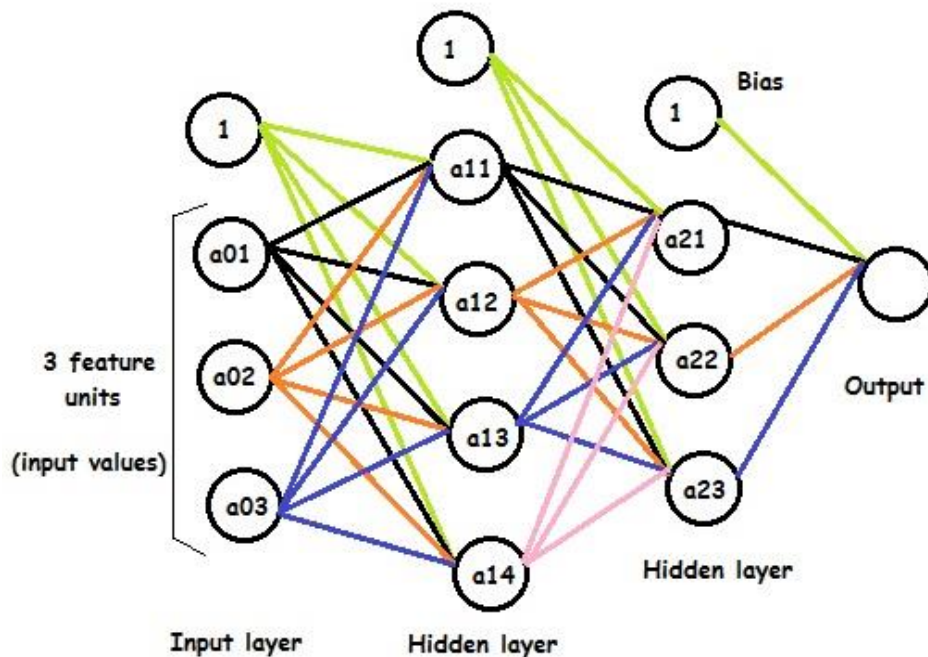 1
Bias
1
1
a11
a01
a21
a12
3 feature
units
(input values)
a02
a22
Output
a13
a03
a23
Hidden layer
a14
Input layer
Hidden layer